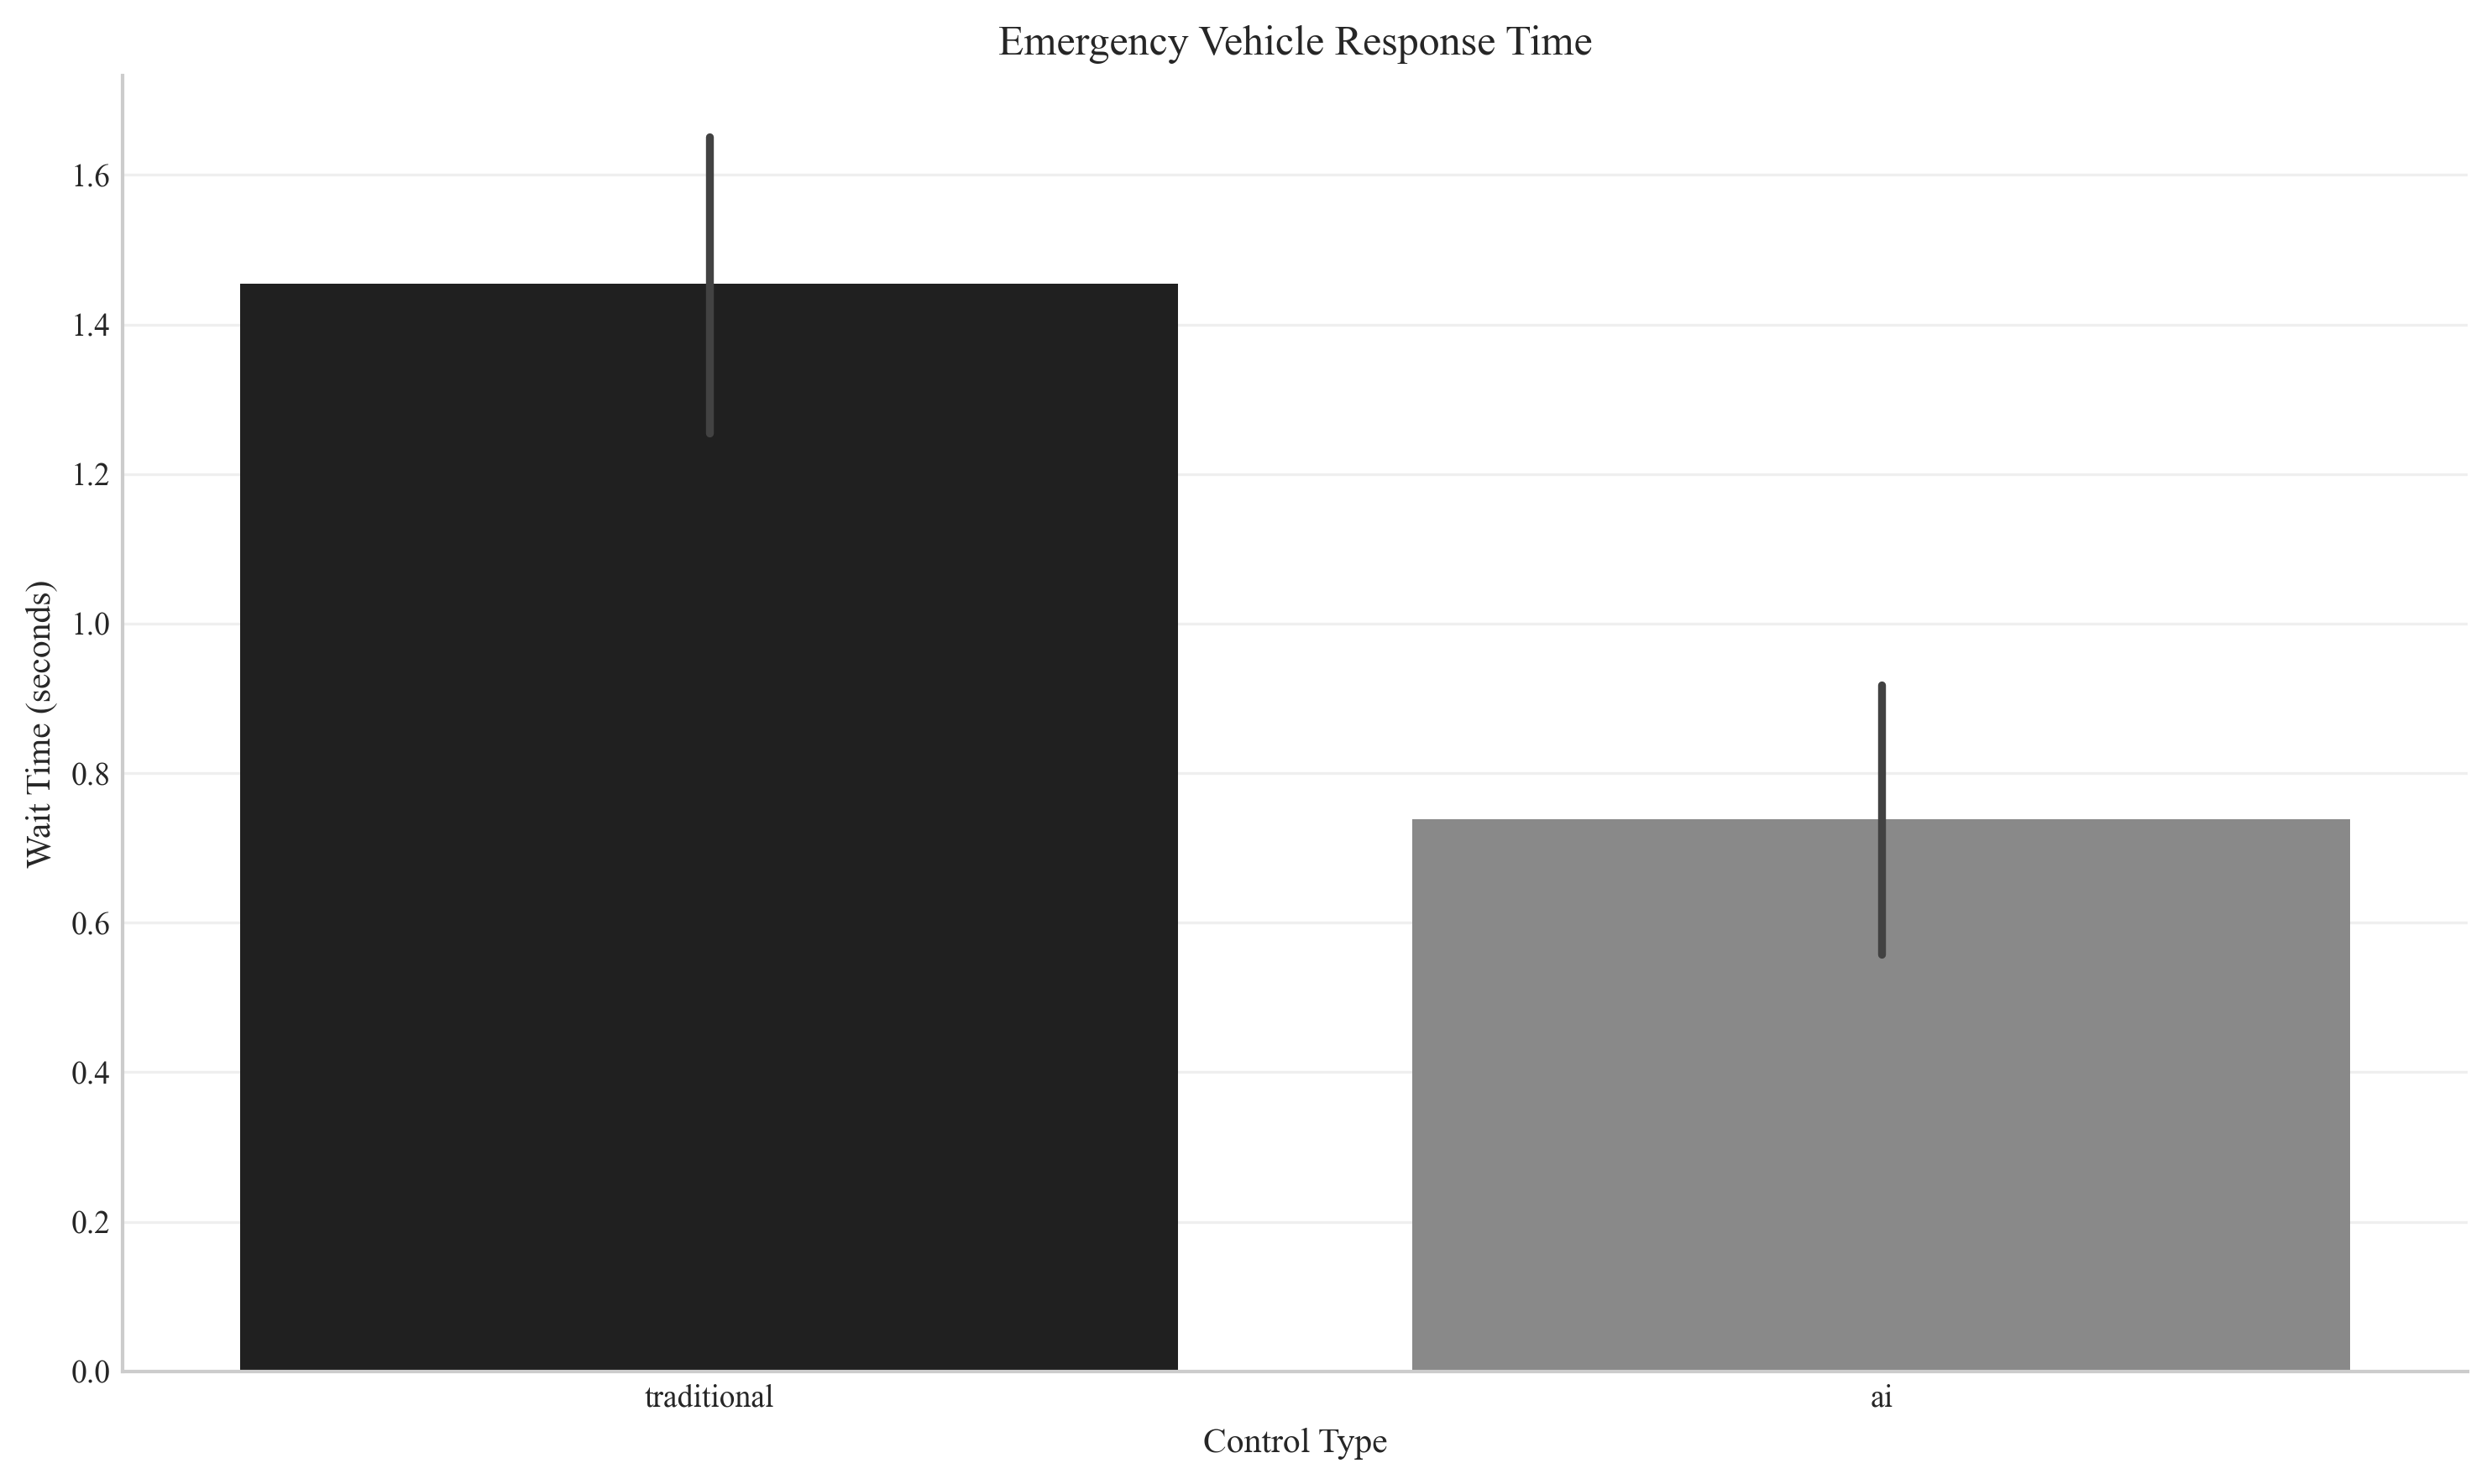 Emergency Vehicle Response Time
Wait Time (seconds)
1.6
1.4
1.2
1.0
0.8
0.6
0.4
0.2
0.0
traditional
ai
Control Type